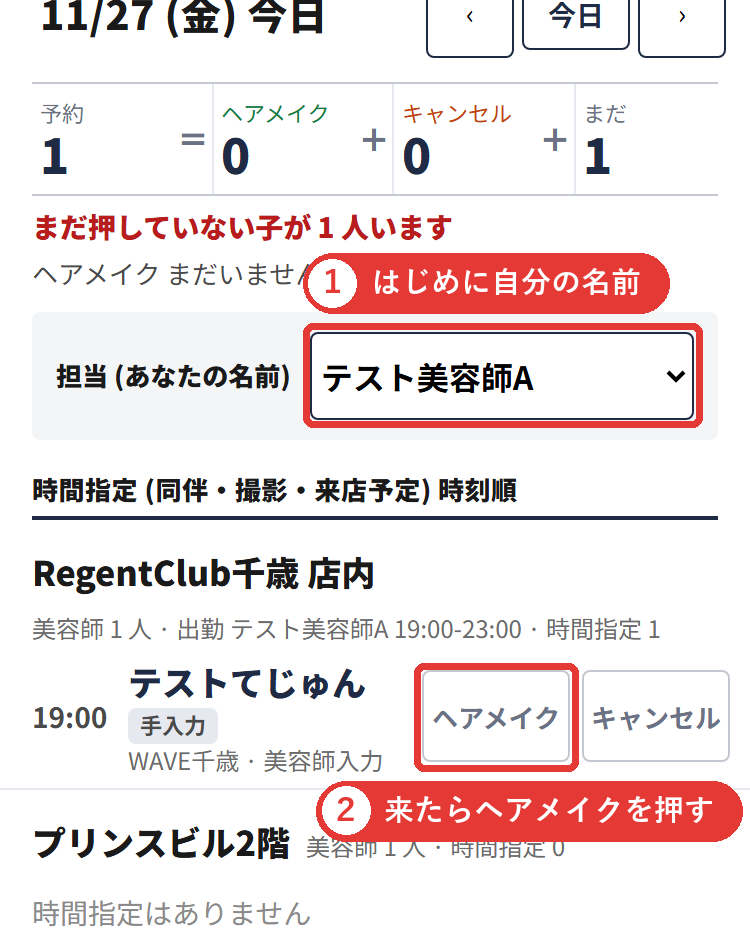 11/27 (金) 今日
‹ 今日 ›
予約 ヘアメイク キャンセル まだ
1 = 0 + 0 + 1
まだ押していない子が 1 人います
ヘアメイク まだいません
1 はじめに自分の名前
担当 (あなたの名前) テスト美容師A
時間指定 (同伴・撮影・来店予定) 時刻順
RegentClub千歳 店内
美容師 1 人 · 出勤 テスト美容師A 19:00-23:00 · 時間指定 1
テストてじゅん
19:00 手入力 ヘアメイク キャンセル
WAVE千歳 · 美容師入力
2 来たらヘアメイクを押す
プリンスビル2階 美容師 1 人 · 時間指定 0
時間指定はありません